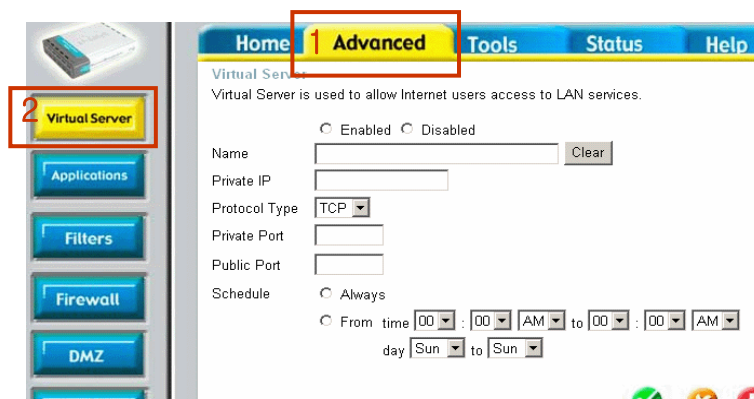 Home 1 Advanced Tools Status Help
Virtual Server
Virtual Server is used to allow Internet users access to LAN services.
2
Virtual Server
Applications
Filters
Firewall
DMZ
Enabled Disabled
Name Clear
Private IP
Protocol Type TCP
Private Port
Public Port
Schedule Always
From time 00 : 00 AM to 00 : 00 AM
day Sun to Sun